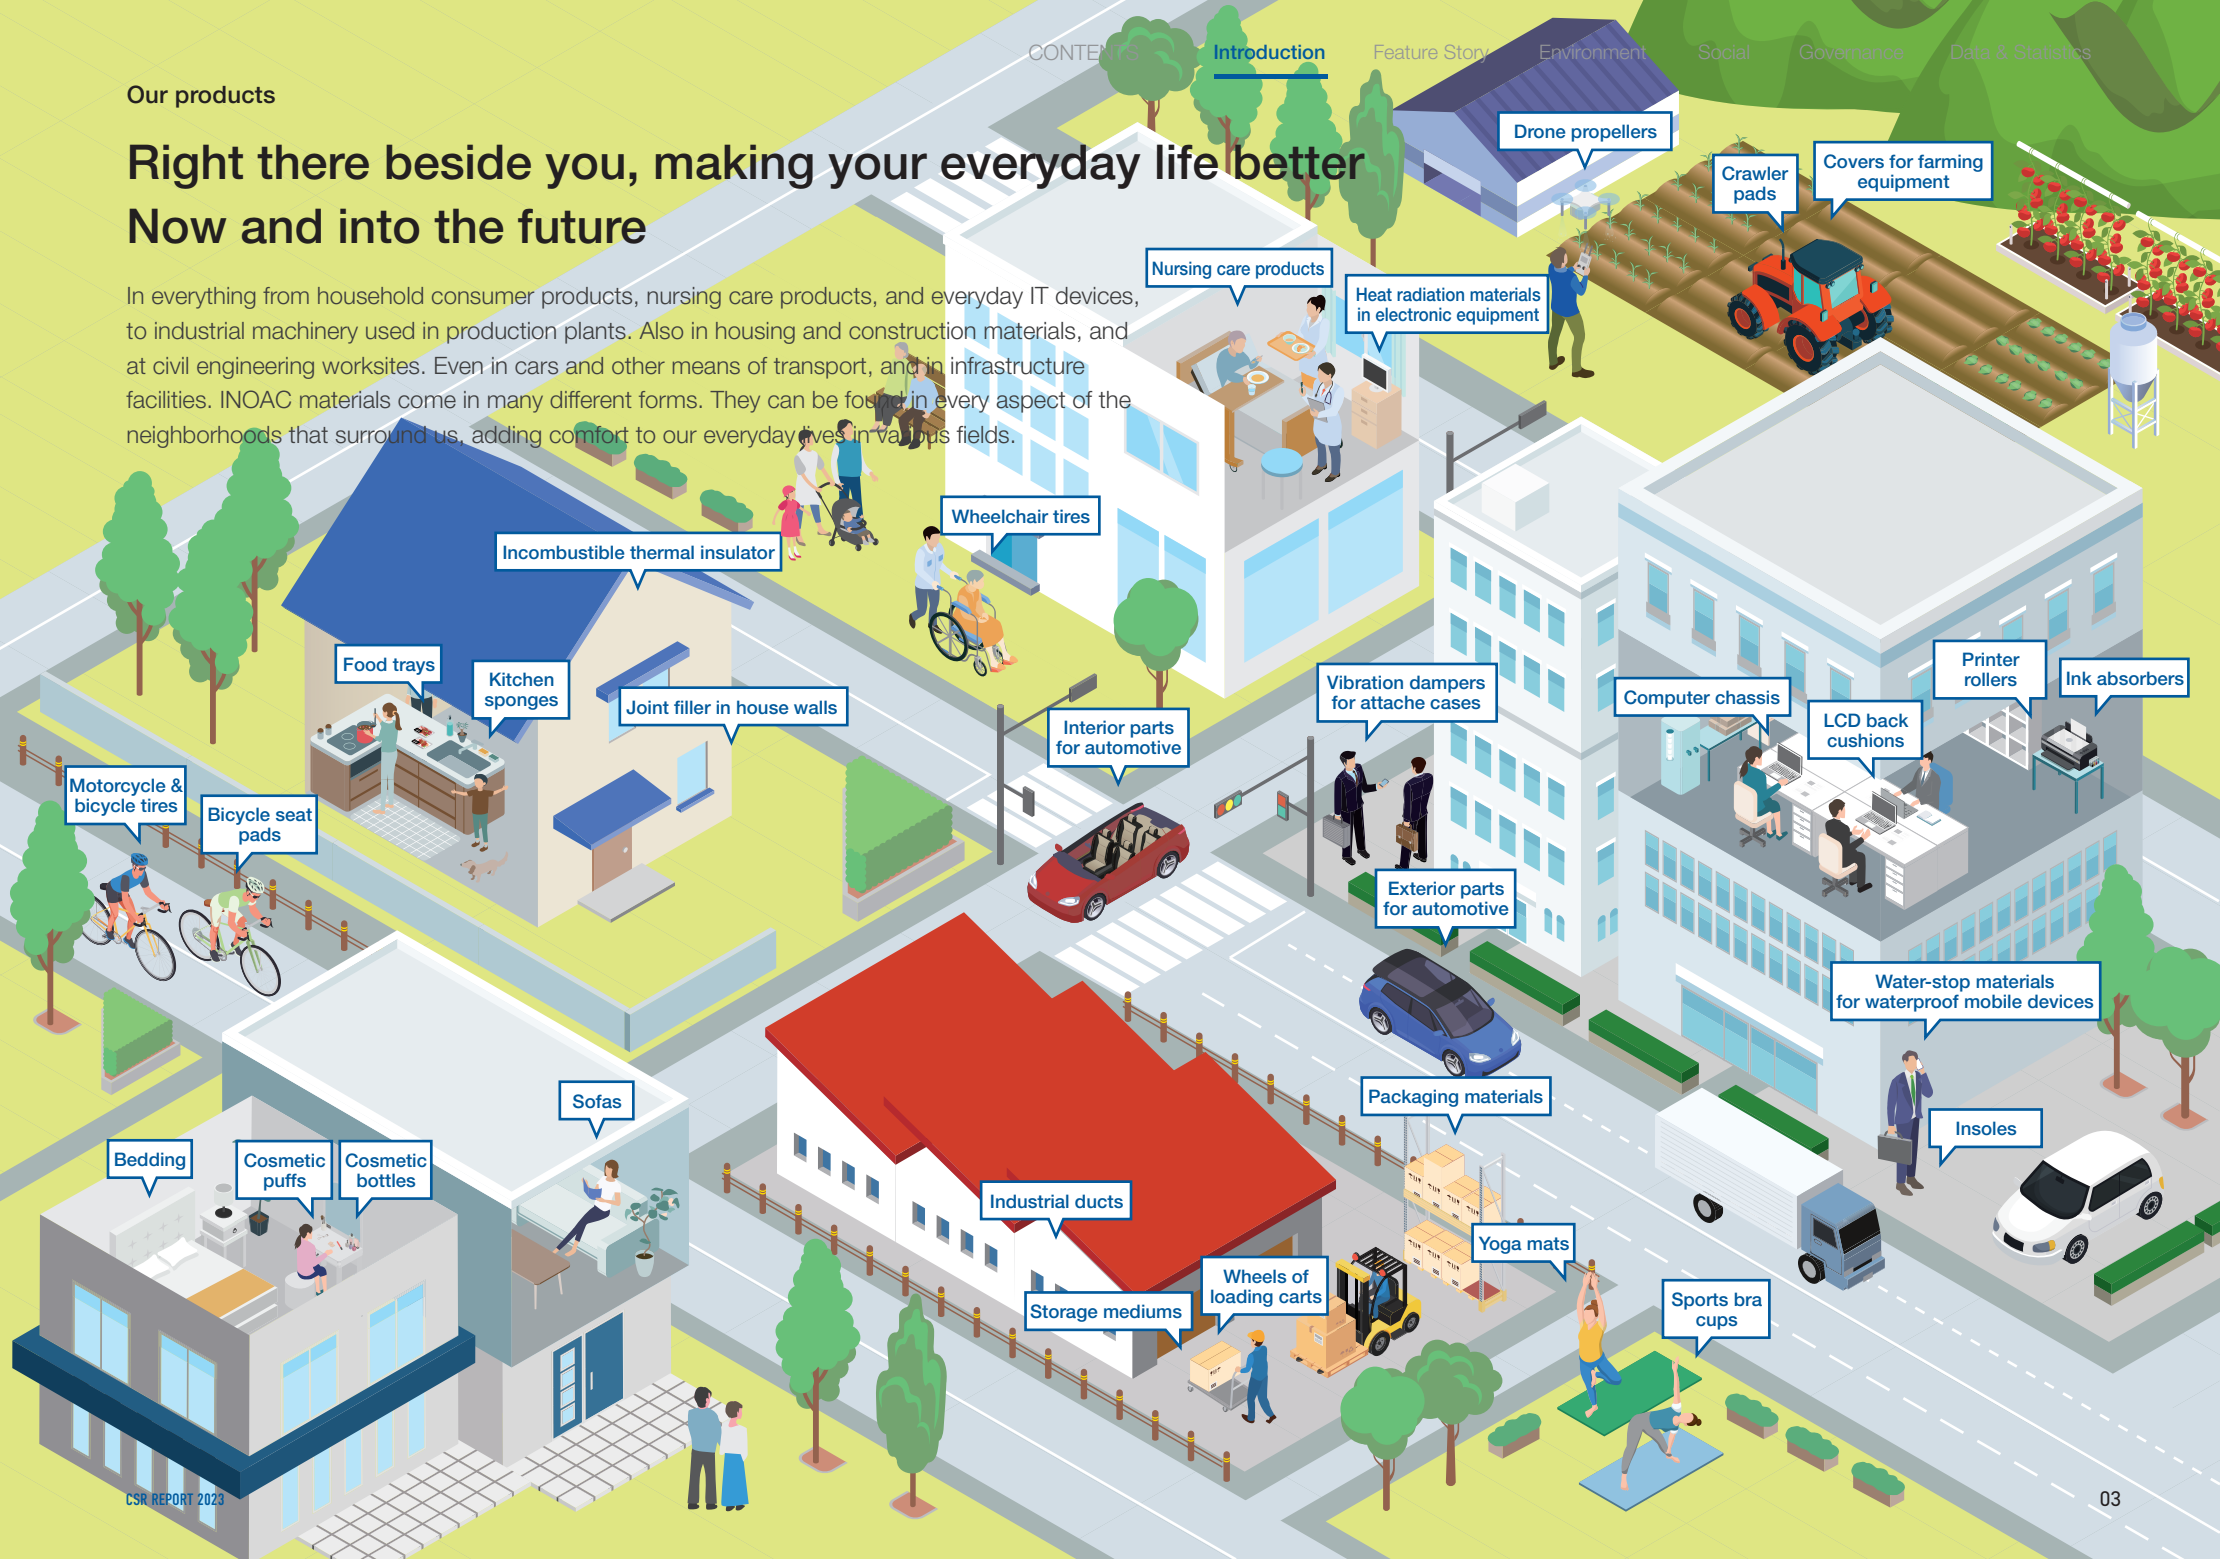 CONTENTS
Introduction
Feature Story
Environment
Social
Governance
Data & Statistics
Our products
Right there beside you, making your everyday life better
Now and into the future
In everything from household consumer products, nursing care products, and everyday IT devices,
to industrial machinery used in production plants. Also in housing and construction materials, and
at civil engineering worksites. Even in cars and other means of transport, and in infrastructure
facilities. INOAC materials come in many different forms. They can be found in every aspect of the
neighborhoods that surround us, adding comfort to our everyday lives in various fields.
Drone propellers
Crawler
pads
Covers for farming
equipment
Nursing care products
Heat radiation materials
in electronic equipment
Wheelchair tires
Incombustible thermal insulator
Food trays
Kitchen
sponges
Joint filler in house walls
Interior parts
for automotive
Vibration dampers
for attache cases
Computer chassis
LCD back
cushions
Printer
rollers
Ink absorbers
Motorcycle &
bicycle tires
Bicycle seat
pads
Exterior parts
for automotive
Water-stop materials
for waterproof mobile devices
Sofas
Packaging materials
Insoles
Bedding
Cosmetic
puffs
Cosmetic
bottles
Industrial ducts
Yoga mats
Wheels of
loading carts
Storage mediums
Sports bra
cups
CSR REPORT 2023
03